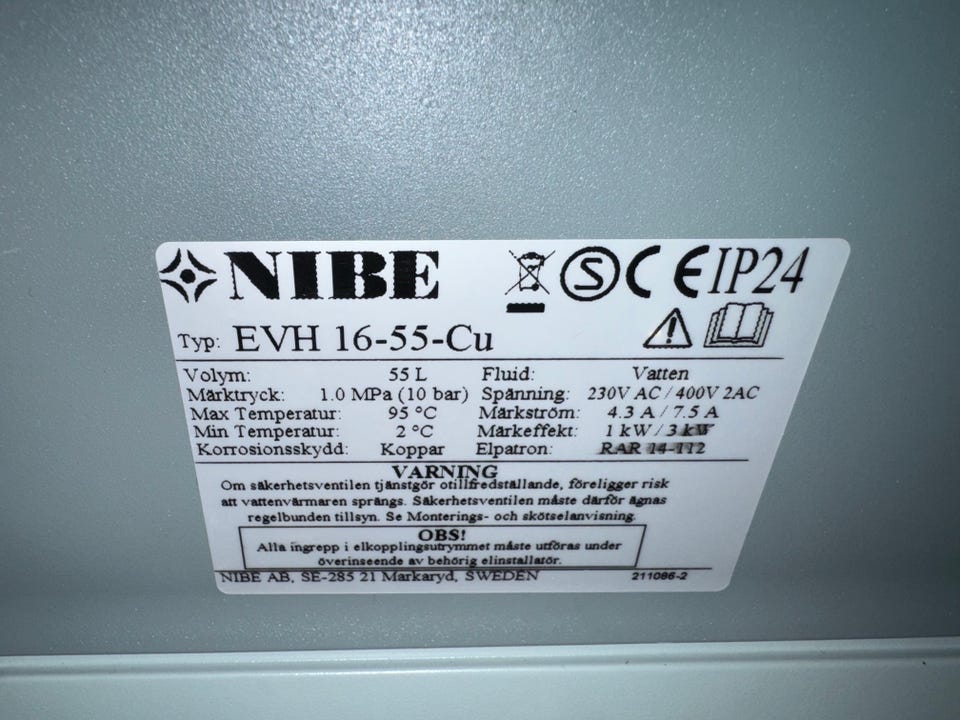 NIBE CE IP24
Typ: EVH 16-55-Cu
Volym: 55 L Fluid: Vatten
Märktryck: 1.0 MPa (10 bar) Spänning: 230V AC / 400V 2AC
Max Temperatur: 95 °C Märkström: 4.3 A / 7.5 A
Min Temperatur: 2 °C Märkeffekt: 1 kW / 3 kW
Korrosionsskydd: Koppar Elpatron: RAR 14-112
VARNING
Om säkerhetsventilen tjänstgör otillfredställande, föreligger risk
att vattenvärmaren sprängs. Säkerhetsventilen måste därför ägnas
regelbunden tillsyn. Se Monterings- och skötselanvisning.
OBS!
Alla ingrepp i elkopplingsutrymmet måste utföras under
överinseende av behörig elinstallatör.
NIBE AB, SE-285 21 Markaryd, SWEDEN 211086-2